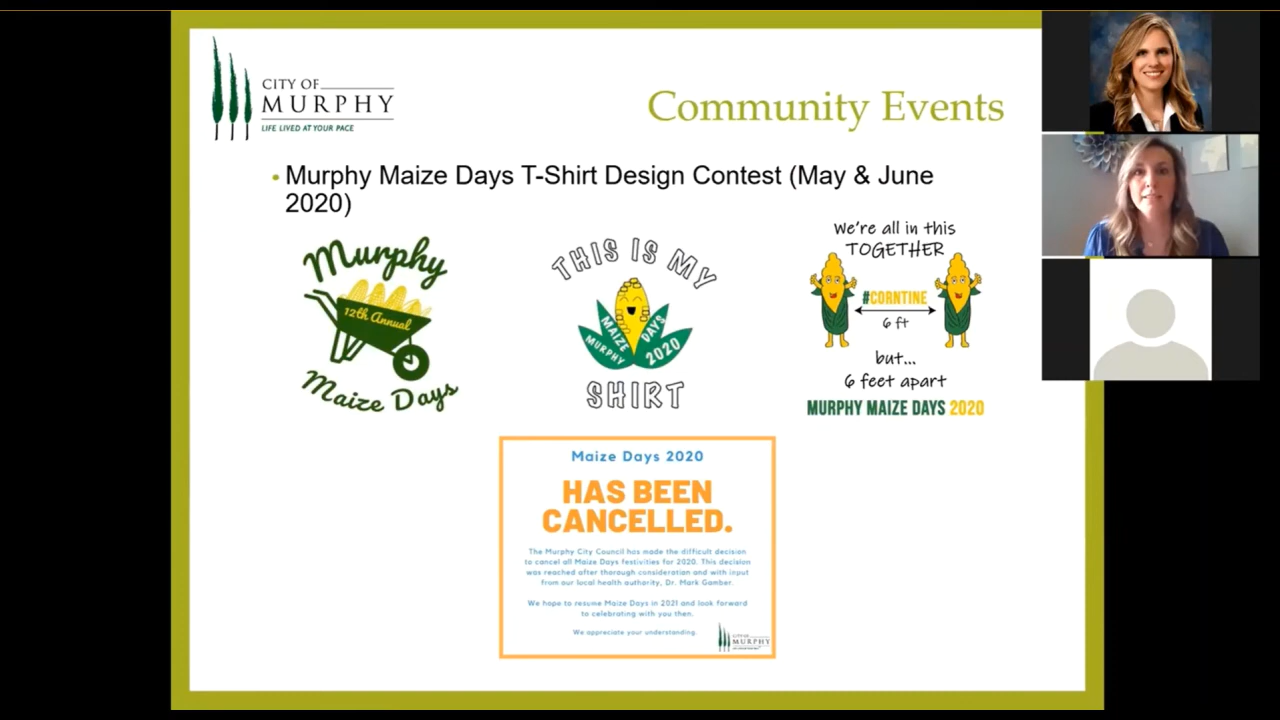 CITY OF
MURPHY
LIFE LIVED AT YOUR PACE
Community Events
• Murphy Maize Days T-Shirt Design Contest (May & June
2020)
Murphy
12th Annual
Maize Days
THIS IS MY
MAIZE DAYS
MURPHY 2020
SHIRT
We're all in this
TOGETHER
#CORNTINE
6 ft
but...
6 feet apart
MURPHY MAIZE DAYS 2020
Maize Days 2020
HAS BEEN
CANCELLED.
The Murphy City Council has made the difficult decision
to cancel all Maize Days festivities for 2020. This decision
was reached after thorough consideration and with input
from our local health authority, Dr. Mark Gamber.
We hope to resume Maize Days in 2021 and look forward
to celebrating with you then.
We appreciate your understanding.
CITY OF
MURPHY